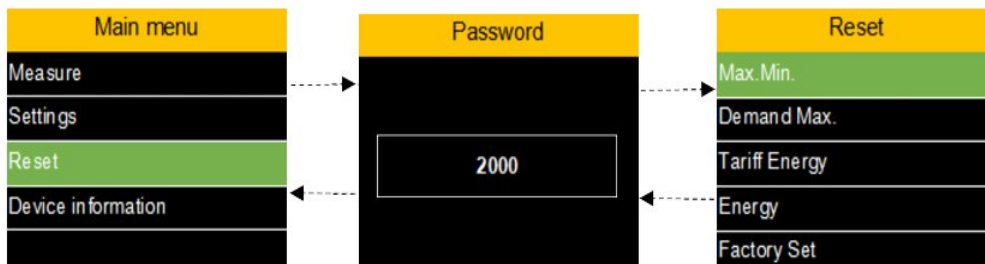 Main menu
Measure
Settings
Reset
Device information
Password
2000
Reset
Max.Min.
Demand Max.
Tariff Energy
Energy
Factory Set